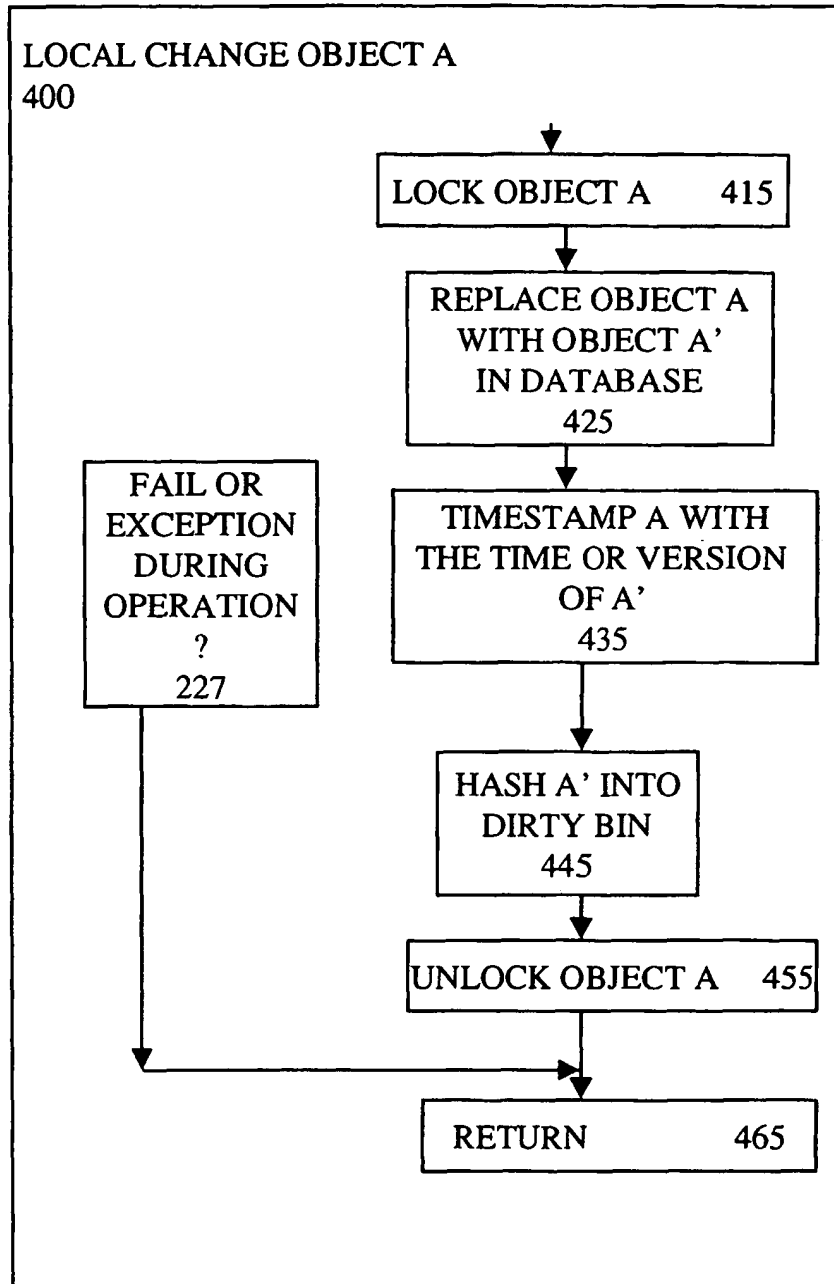 LOCAL CHANGE OBJECT A
400
LOCK OBJECT A 415
REPLACE OBJECT A
WITH OBJECT A'
IN DATABASE
425
FAIL OR
EXCEPTION
DURING
OPERATION
?
227
TIMESTAMP A WITH
THE TIME OR VERSION
OF A'
435
HASH A' INTO
DIRTY BIN
445
UNLOCK OBJECT A 455
RETURN 465